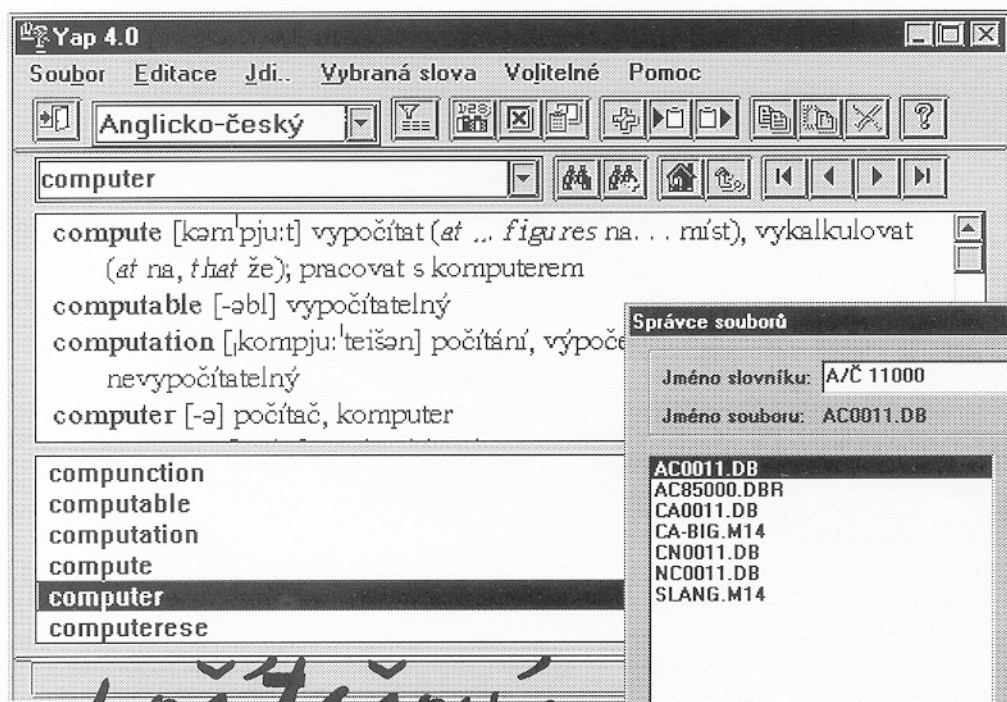 Yap 4.0
Soubor Editace Jdi.. Vybraná slova Volitelné Pomoc
Anglicko-český
computer
compute [kəmˈpju:t] vypočítat (at ... figures na... míst), vykalkulovat
(at na, that že); pracovat s komputerem
computable [-əbl] vypočítatelný
computation [ˌkompju:ˈteišən] počítání,
nevypočítatelný
computer [-ə] počítač, komputer
compunction
computable
computation
compute
computer
computerese
Správce souborů
Jméno slovníku: A/Č 11000
Jméno souboru: AC0011.DB
AC0011.DB
AC85000.DBR
CA0011.DB
CA-BIG.M14
CN0011.DB
NC0011.DB
SLANG.M14